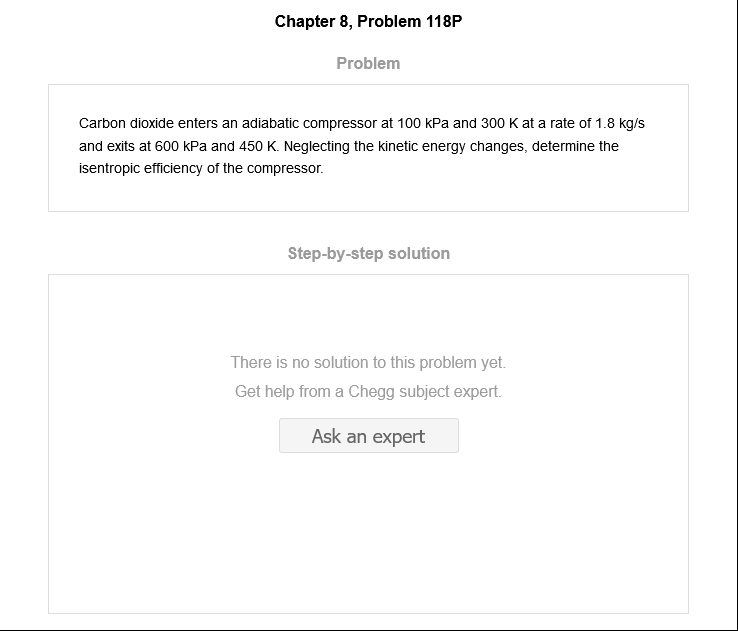 Chapter 8, Problem 118P
Problem
Carbon dioxide enters an adiabatic compressor at 100 kPa and 300 K at a rate of 1.8 kg/s
and exits at 600 kPa and 450 K. Neglecting the kinetic energy changes, determine the
isentropic efficiency of the compressor.
Step-by-step solution
There is no solution to this problem yet.
Get help from a Chegg subject expert.
Ask an expert